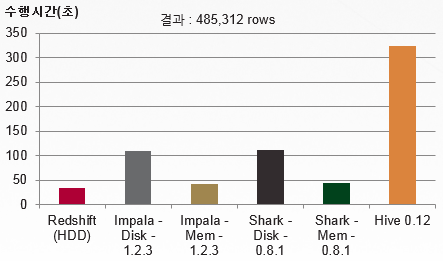 수행시간(초)
결과 : 485,312 rows
350
300
250
200
150
100
50
0
Redshift
(HDD)
Impala -
Disk -
1.2.3
Impala -
Mem -
1.2.3
Shark -
Disk -
0.8.1
Shark -
Mem -
0.8.1
Hive 0.12